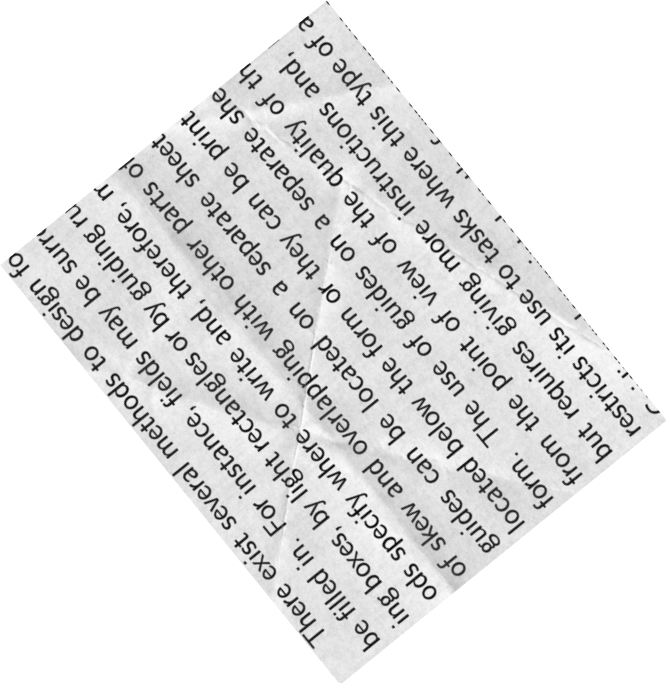 There exist several methods to design fo
be filled in. For instance, fields may be surr
ing boxes, by light rectangles or by guiding ru
ods specify where to write and, therefore,
of skew and overlapping with other parts of
guides can be located on a separate sheet
located below the form or they can be print
form. The use of guides on a separate she
from the point of view of the quality of th
but requires giving more instructions and,
restricts its use to tasks where this type of a